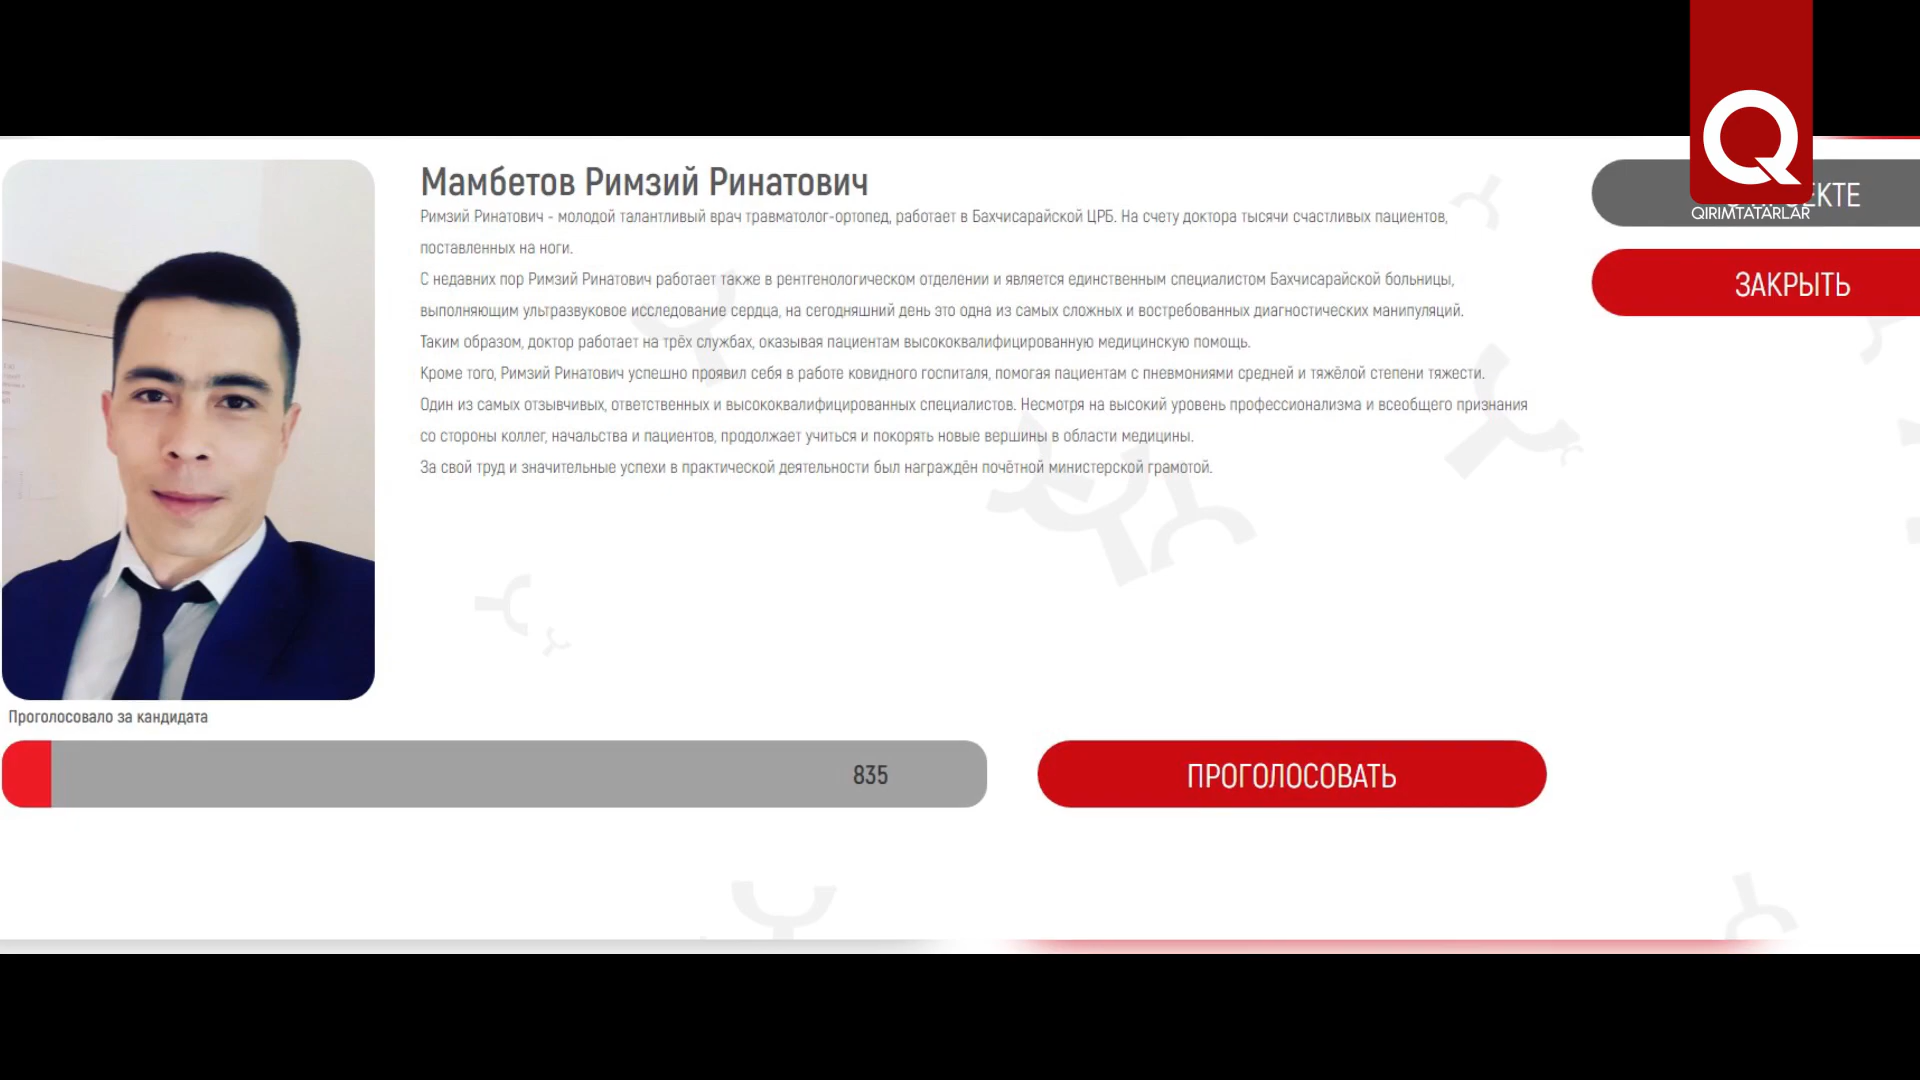 Мамбетов Римзий Ринатович
Римзий Ринатович - молодой талантливый врач травматолог-ортопед, работает в Бахчисарайской ЦРБ. На счету доктора тысячи счастливых пациентов,
поставленных на ноги.
С недавних пор Римзий Ринатович работает также в рентгенологическом отделении и является единственным специалистом Бахчисарайской больницы,
выполняющим ультразвуковое исследование сердца, на сегодняшний день это одна из самых сложных и востребованных диагностических манипуляций.
Таким образом, доктор работает на трёх службах, оказывая пациентам высококвалифицированную медицинскую помощь.
Кроме того, Римзий Ринатович успешно проявил себя в работе ковидного госпиталя, помогая пациентам с пневмониями средней и тяжёлой степени тяжести.
Один из самых отзывчивых, ответственных и высококвалифицированных специалистов. Несмотря на высокий уровень профессионализма и всеобщего признания
со стороны коллег, начальства и пациентов, продолжает учиться и покорять новые вершины в области медицины.
За свой труд и значительные успехи в практической деятельности был награждён почётной министерской грамотой.
QIRIMTATARLAR
ЗАКРЫТЬ
Проголосовало за кандидата
835
ПРОГОЛОСОВАТЬ